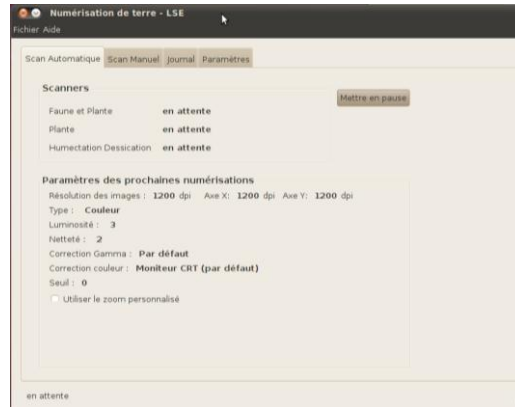 Numérisation de terre - LSE
Fichier Aide
Scan Automatique Scan Manuel Journal Paramètres
Scanners
Mettre en pause
Faune et Plante en attente
Plante en attente
Humectation Dessication en attente
Paramètres des prochaines numérisations
Résolution des images : 1200 dpi Axe X: 1200 dpi Axe Y: 1200 dpi
Type : Couleur
Luminosité : 3
Netteté : 2
Correction Gamma : Par défaut
Correction couleur : Moniteur CRT (par défaut)
Seuil : 0
Utiliser le zoom personnalisé
en attente